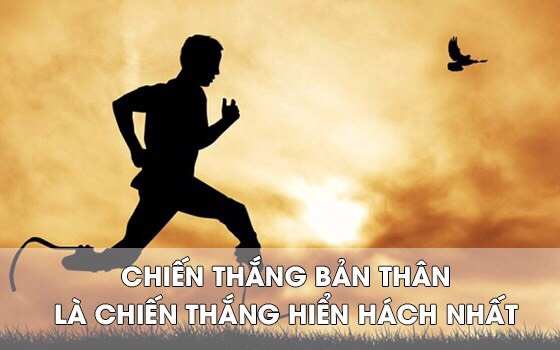 CHIẾN THẮNG BẢN THÂN
LÀ CHIẾN THẮNG HIỂN HÁCH NHẤT